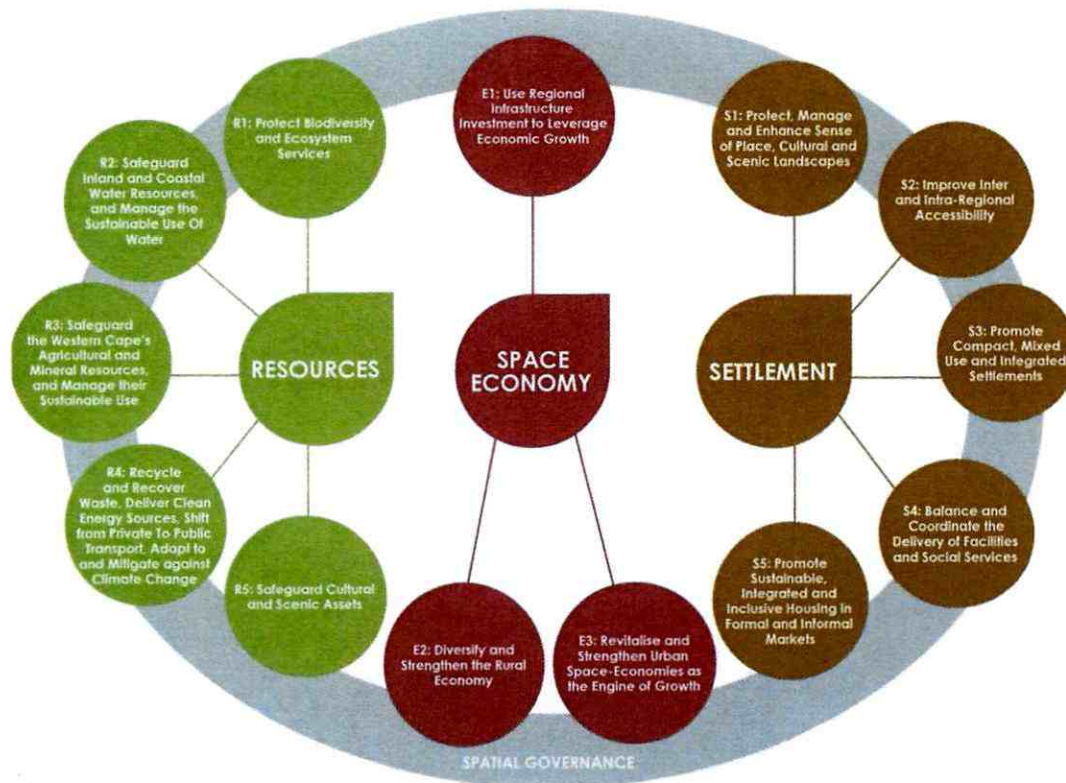 R1: Protect Biodiversity
and Ecosystem
Services
R2: Safeguard
Inland and Coastal
Water Resources,
and Manage the
Sustainable Use Of
Water
R3: Safeguard
the Western Cape's
Agricultural and
Mineral Resources,
and Manage their
Sustainable Use
R4: Recycle
and Recover
Waste, Deliver Clean
Energy Sources, Shift
from Private To Public
Transport, Adapt to
and Mitigate against
Climate Change
R5: Safeguard Cultural
and Scenic Assets
RESOURCES
E1: Use Regional
Infrastructure
Investment to Leverage
Economic Growth
SPACE
ECONOMY
E2: Diversify and
Strengthen the Rural
Economy
E3: Revitalise and
Strengthen Urban
Space-Economies as
the Engine of Growth
S1: Protect, Manage
and Enhance Sense
of Place, Cultural and
Scenic Landscapes
S2: Improve Inter
and Intra-Regional
Accessibility
SETTLEMENT
S3: Promote
Compact, Mixed
Use and Integrated
Settlements
S4: Balance and
Coordinate the
Delivery of Facilities
and Social Services
S5: Promote
Sustainable,
Integrated and
Inclusive Housing in
Formal and Informal
Markets
SPATIAL GOVERNANCE